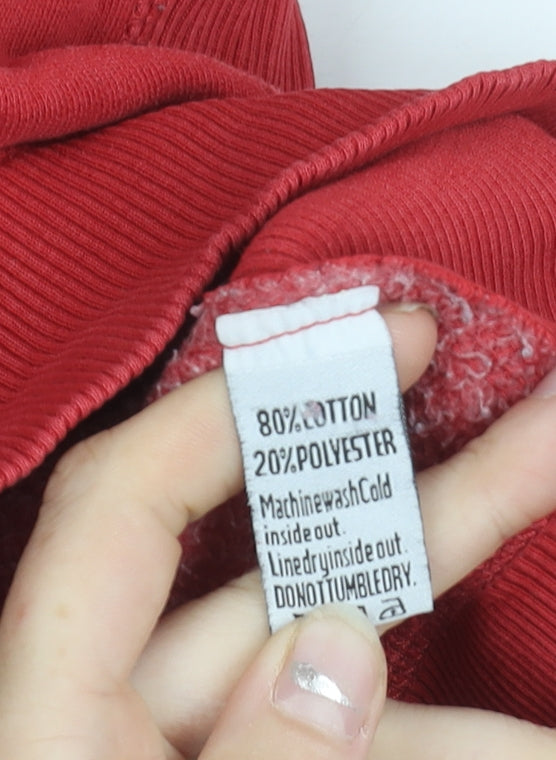 80% COTTON
20%POLYESTER
MachinewashCold
inside out.
Linedryinside out.
DONOTTUMBLEDRY.